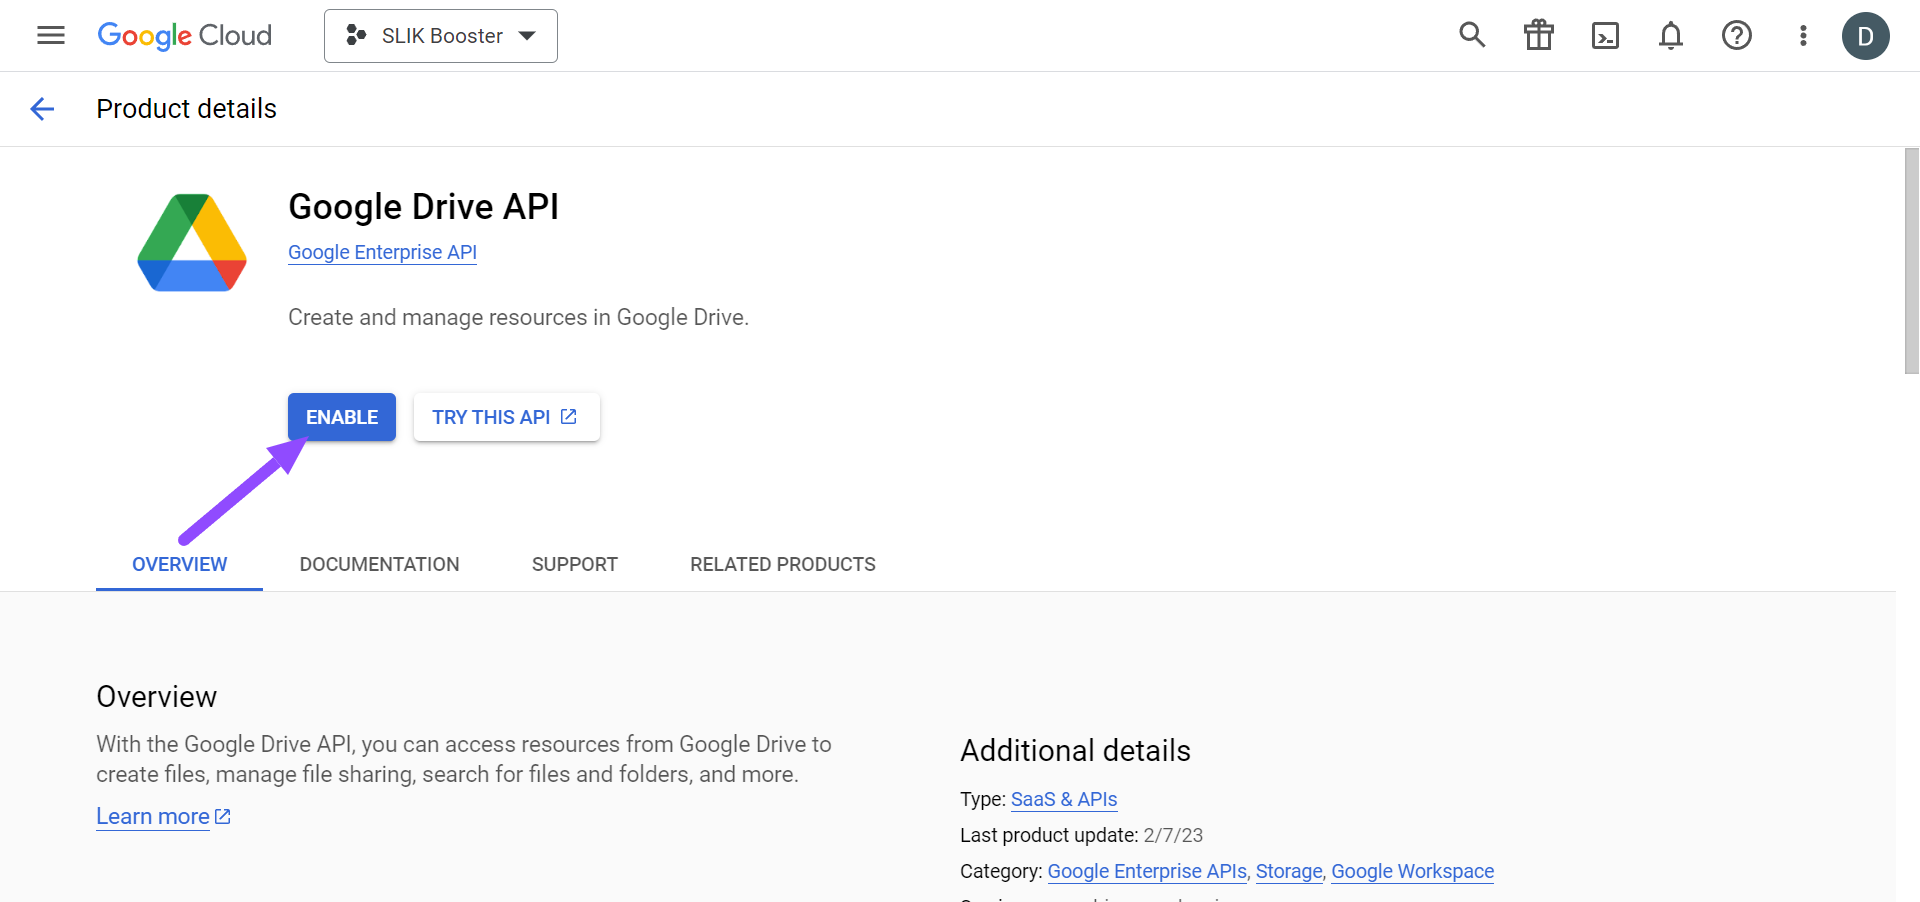 Google Cloud
SLIK Booster
D
Product details
Google Drive API
Google Enterprise API
Create and manage resources in Google Drive.
ENABLE
TRY THIS API
OVERVIEW
DOCUMENTATION
SUPPORT
RELATED PRODUCTS
Overview
With the Google Drive API, you can access resources from Google Drive to
create files, manage file sharing, search for files and folders, and more.
Learn more
Additional details
Type: SaaS & APIs
Last product update: 2/7/23
Category: Google Enterprise APIs, Storage, Google Workspace